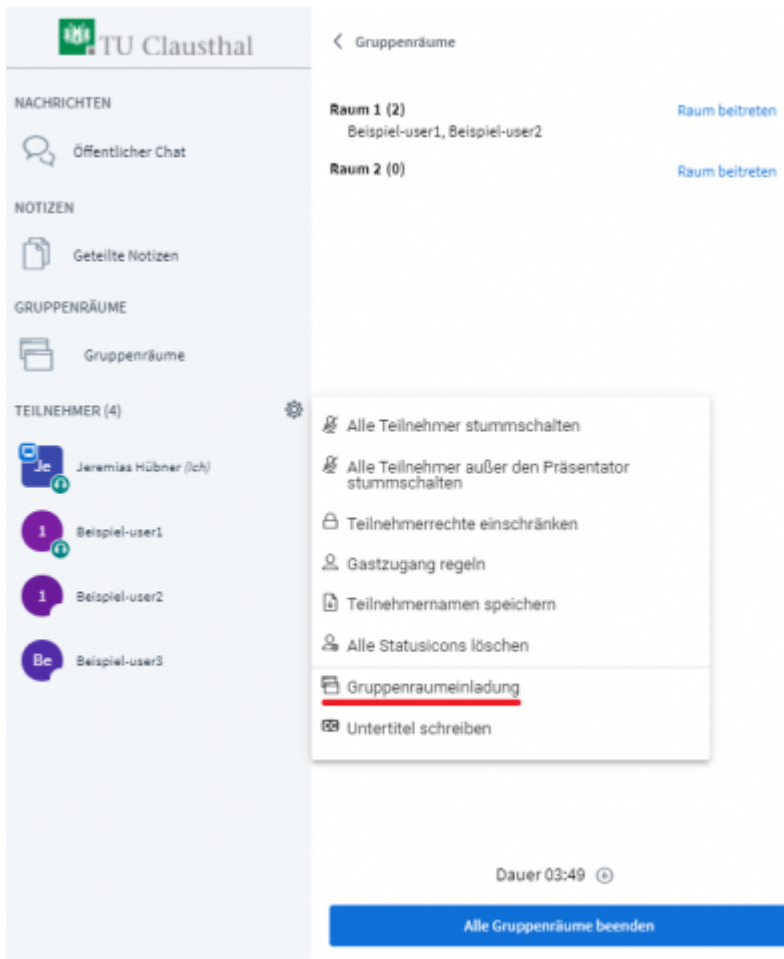 TU Clausthal
NACHRICHTEN
Öffentlicher Chat
NOTIZEN
Geteilte Notizen
GRUPPENRÄUME
Gruppenräume
TEILNEHMER (4)
Je
Jeremias Hübner (Ich)
1
Beispiel-user1
1
Beispiel-user2
Be
Beispiel-user3
Gruppenräume
Raum 1 (2)
Raum beitreten
Beispiel-user1, Beispiel-user2
Raum 2 (0)
Raum beitreten
Alle Teilnehmer stummschalten
Alle Teilnehmer außer den Präsentator
stummschalten
Teilnehmerrechte einschränken
Gastzugang regeln
Teilnehmernamen speichern
Alle Statusicons löschen
Gruppenraumeinladung
CC Untertitel schreiben
Dauer 03:49
Alle Gruppenräume beenden